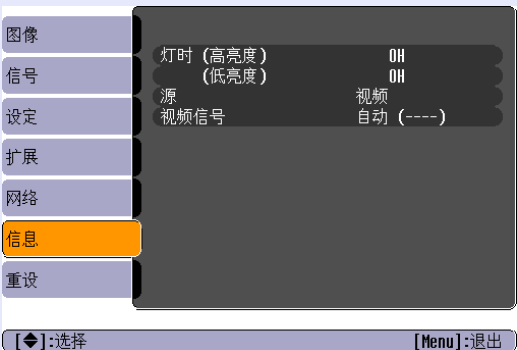 图像
信号
设定
扩展
网络
信息
重设
灯时 (高亮度) 0H
(低亮度) 0H
源 视频
视频信号 自动 (----)
[◆]:选择 [Menu]:退出